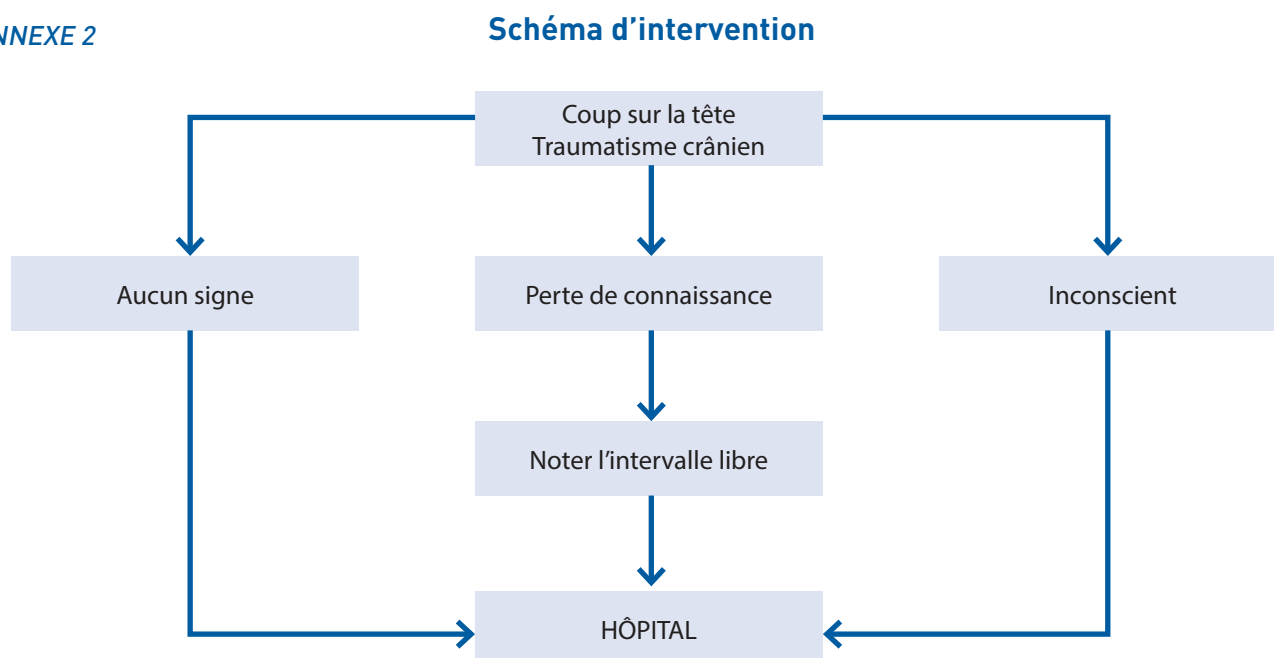 NNEXE 2
Schéma d'intervention
Coup sur la tête
Traumatisme crânien
Aucun signe
Perte de connaissance
Inconscient
Noter l'intervalle libre
HÔPITAL